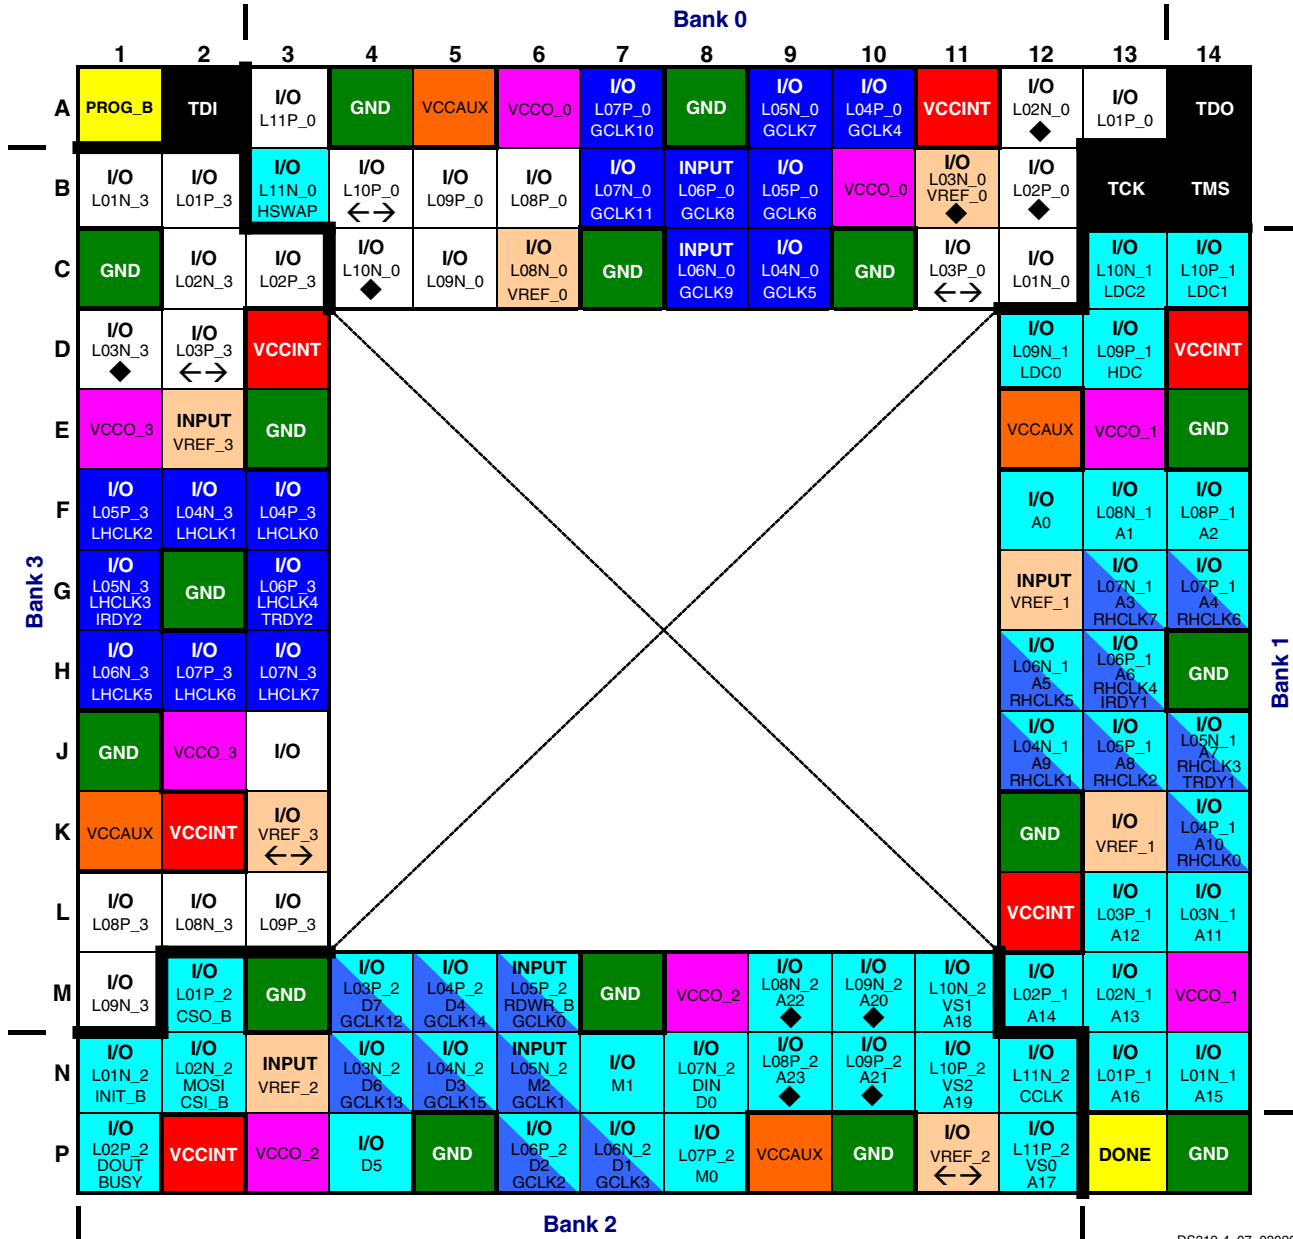 Bank 0
1 2 3 4 5 6 7 8 9 10 11 12 13 14
A
PROG_B
TDI
I/O
L11P_0
GND
VCCAUX
VCCO_0
I/O
L07P_0
GCLK10
GND
I/O
L05N_0
GCLK7
I/O
L04P_0
GCLK4
VCCINT
I/O
L02N_0
I/O
L01P_0
TDO
B
I/O
L01N_3
I/O
L01P_3
I/O
L11N_0
HSWAP
I/O
L10P_0
I/O
L09P_0
I/O
L08P_0
I/O
L07N_0
GCLK11
INPUT
L06P_0
GCLK8
I/O
L05P_0
GCLK6
VCCO_0
I/O
L03N_0
VREF_0
I/O
L02P_0
TCK
TMS
C
GND
I/O
L02N_3
I/O
L02P_3
I/O
L10N_0
I/O
L09N_0
I/O
L08N_0
VREF_0
GND
INPUT
L06N_0
GCLK9
I/O
L04N_0
GCLK5
GND
I/O
L03P_0
I/O
L01N_0
I/O
L10N_1
LDC2
I/O
L10P_1
LDC1
D
I/O
L03N_3
I/O
L03P_3
VCCINT
I/O
L09N_1
LDC0
I/O
L09P_1
HDC
VCCINT
E
VCCO_3
INPUT
VREF_3
GND
VCCAUX
VCCO_1
GND
F
I/O
L05P_3
LHCLK2
I/O
L04N_3
LHCLK1
I/O
L04P_3
LHCLK0
I/O
A0
I/O
L08N_1
A1
I/O
L08P_1
A2
Bank 3
G
I/O
L05N_3
LHCLK3
IRDY2
GND
I/O
L06P_3
LHCLK4
TRDY2
INPUT
VREF_1
I/O
L07N_1
A3
RHCLK7
I/O
L07P_1
A4
RHCLK6
H
I/O
L06N_3
LHCLK5
I/O
L07P_3
LHCLK6
I/O
L07N_3
LHCLK7
I/O
L06N_1
A5
RHCLK5
I/O
L06P_1
A6
RHCLK4
IRDY1
GND
Bank 1
J
GND
VCCO_3
I/O
I/O
L04N_1
A9
RHCLK1
I/O
L05P_1
A8
RHCLK2
I/O
L05N_1
A7
RHCLK3
TRDY1
K
VCCAUX
VCCINT
I/O
VREF_3
GND
I/O
VREF_1
I/O
L04P_1
A10
RHCLK0
L
I/O
L08P_3
I/O
L08N_3
I/O
L09P_3
VCCINT
I/O
L03P_1
A12
I/O
L03N_1
A11
M
I/O
L09N_3
I/O
L01P_2
CSO_B
GND
I/O
L03P_2
D7
GCLK12
I/O
L04P_2
D4
GCLK14
INPUT
L05P_2
RDWR_B
GCLK0
GND
VCCO_2
I/O
L08N_2
A22
I/O
L09N_2
A20
I/O
L10N_2
VS1
A18
I/O
L02P_1
A14
I/O
L02N_1
A13
VCCO_1
N
I/O
L01N_2
INIT_B
I/O
L02N_2
MOSI
CSI_B
INPUT
VREF_2
I/O
L03N_2
D6
GCLK13
I/O
L04N_2
D3
GCLK15
INPUT
L05N_2
M2
GCLK1
I/O
M1
I/O
L07N_2
DIN
D0
I/O
L08P_2
A23
I/O
L09P_2
A21
I/O
L10P_2
VS2
A19
I/O
L11N_2
CCLK
I/O
L01P_1
A16
I/O
L01N_1
A15
P
I/O
L02P_2
DOUT
BUSY
VCCINT
VCCO_2
I/O
D5
GND
I/O
L06P_2
D2
GCLK2
I/O
L06N_2
D1
GCLK3
I/O
L07P_2
M0
VCCAUX
GND
I/O
VREF_2
I/O
L11P_2
VS0
A17
DONE
GND
Bank 2